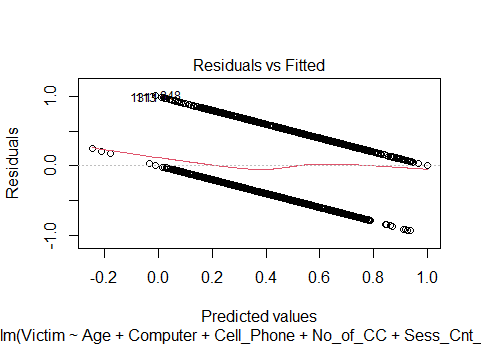 Residuals vs Fitted
Residuals
1.0
0.0
-1.0
348
-0.2 0.0 0.2 0.4 0.6 0.8 1.0
Predicted values
lm(Victim ~ Age + Computer + Cell_Phone + No_of_CC + Sess_Cnt_